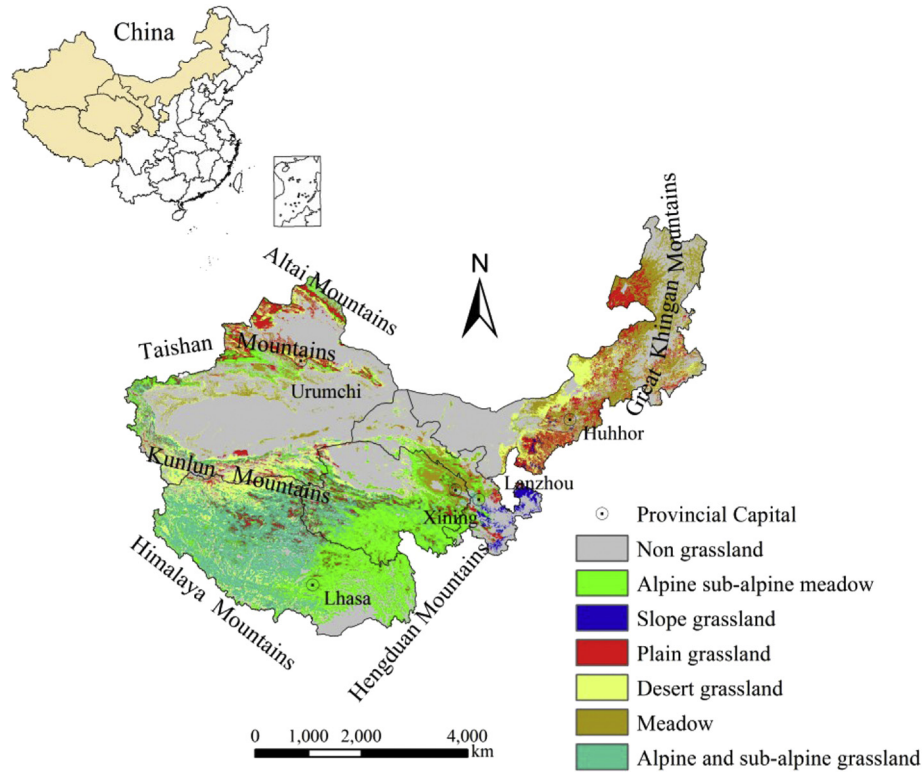 China
N
Altai Mountains
Great Khingan Mountains
Taishan Mountains
Urumchi
Huhhor
Kunlun Mountains
Lanzhou
Xining
Himalaya Mountains
Lhasa
Hengduan Mountains
Provincial Capital
Non grassland
Alpine sub-alpine meadow
Slope grassland
Plain grassland
Desert grassland
Meadow
Alpine and sub-alpine grassland
0 1,000 2,000 4,000
km